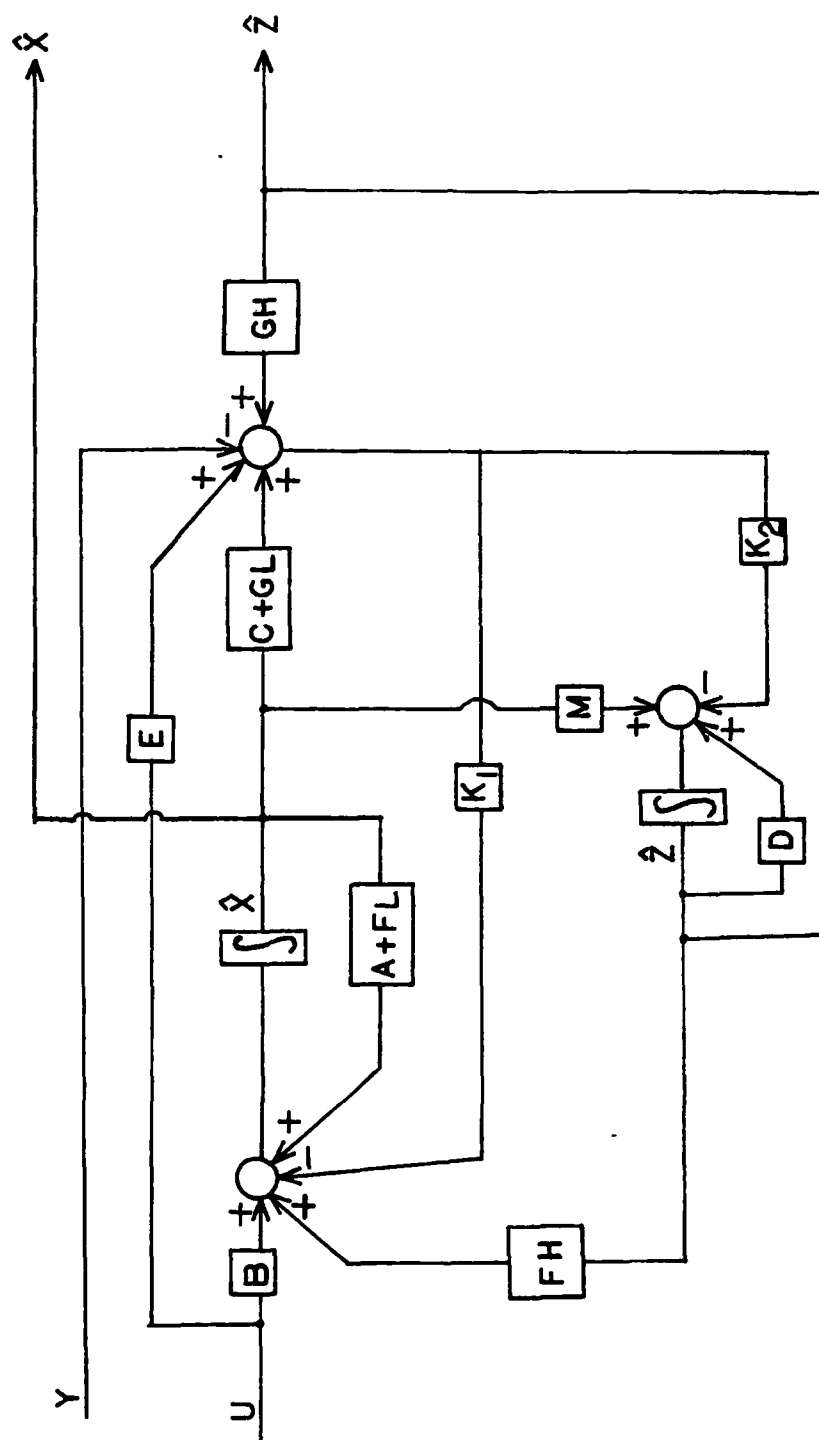 X̂
Ẑ
Y
U
E
B
∫
X̂
A+FL
C+GL
+
-
+
+
GH
+
+
-
+
K₁
M
K₂
+
-
+
∫
Ẑ
D
FH